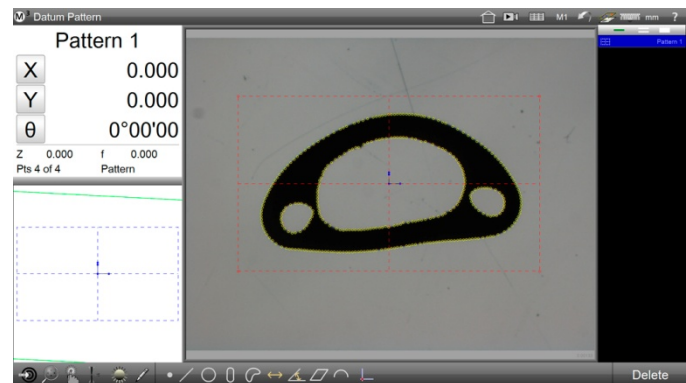 M³ Datum Pattern
M1
mm ?
Pattern 1
X 0.000
Y 0.000
θ 0°00'00
Z 0.000 f 0.000
Pts 4 of 4 Pattern
Pattern 1
Delete